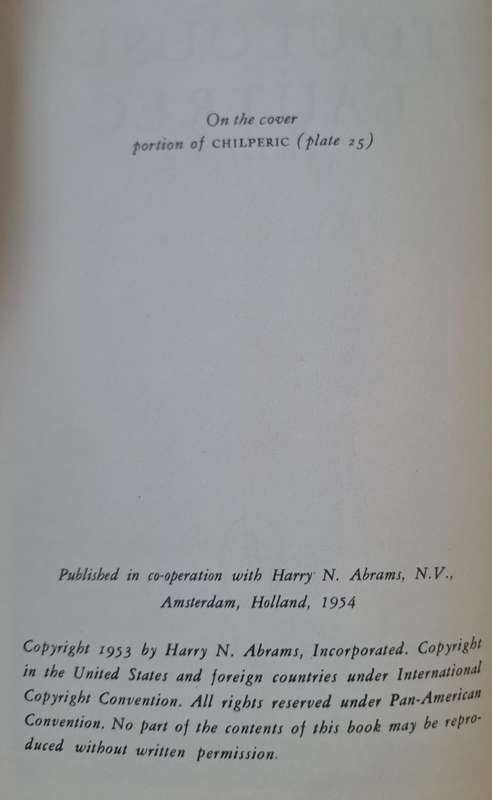 On the cover
portion of CHILPERIC (plate 25)
Published in co-operation with Harry N. Abrams, N.V.,
Amsterdam, Holland, 1954
Copyright 1953 by Harry N. Abrams, Incorporated. Copyright
in the United States and foreign countries under International
Copyright Convention. All rights reserved under Pan-American
Convention. No part of the contents of this book may be repro-
duced without written permission.